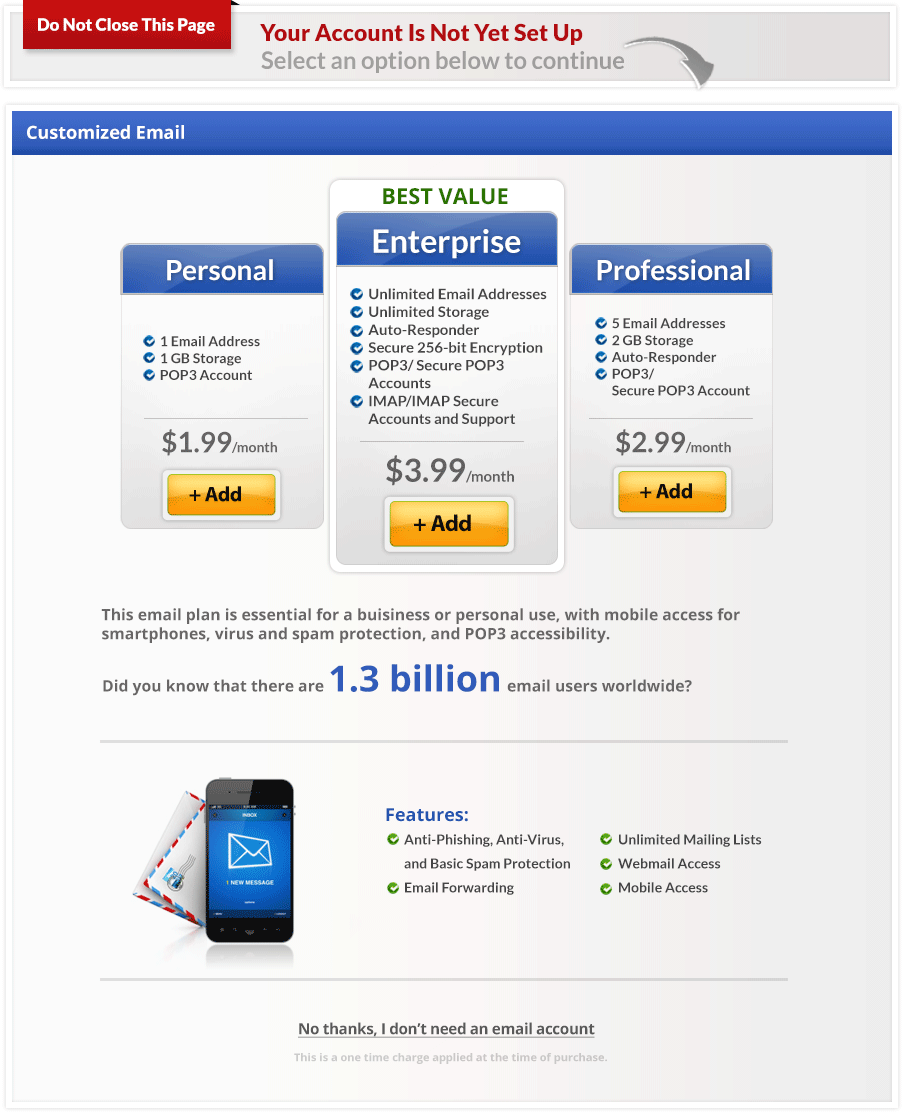 Do Not Close This Page
Your Account Is Not Yet Set Up
Select an option below to continue
Customized Email
Personal
1 Email Address
1 GB Storage
POP3 Account
$1.99/month
+ Add
BEST VALUE
Enterprise
Unlimited Email Addresses
Unlimited Storage
Auto-Responder
Secure 256-bit Encryption
POP3/ Secure POP3
Accounts
IMAP/IMAP Secure
Accounts and Support
$3.99/month
+ Add
Professional
5 Email Addresses
2 GB Storage
Auto-Responder
POP3/
Secure POP3 Account
$2.99/month
+ Add
This email plan is essential for a buisiness or personal use, with mobile access for
smartphones, virus and spam protection, and POP3 accessibility.
Did you know that there are 1.3 billion email users worldwide?
INBOX
1 NEW MESSAGE
Features:
Anti-Phishing, Anti-Virus,
and Basic Spam Protection
Email Forwarding
Unlimited Mailing Lists
Webmail Access
Mobile Access
No thanks, I don't need an email account
This is a one time charge applied at the time of purchase.